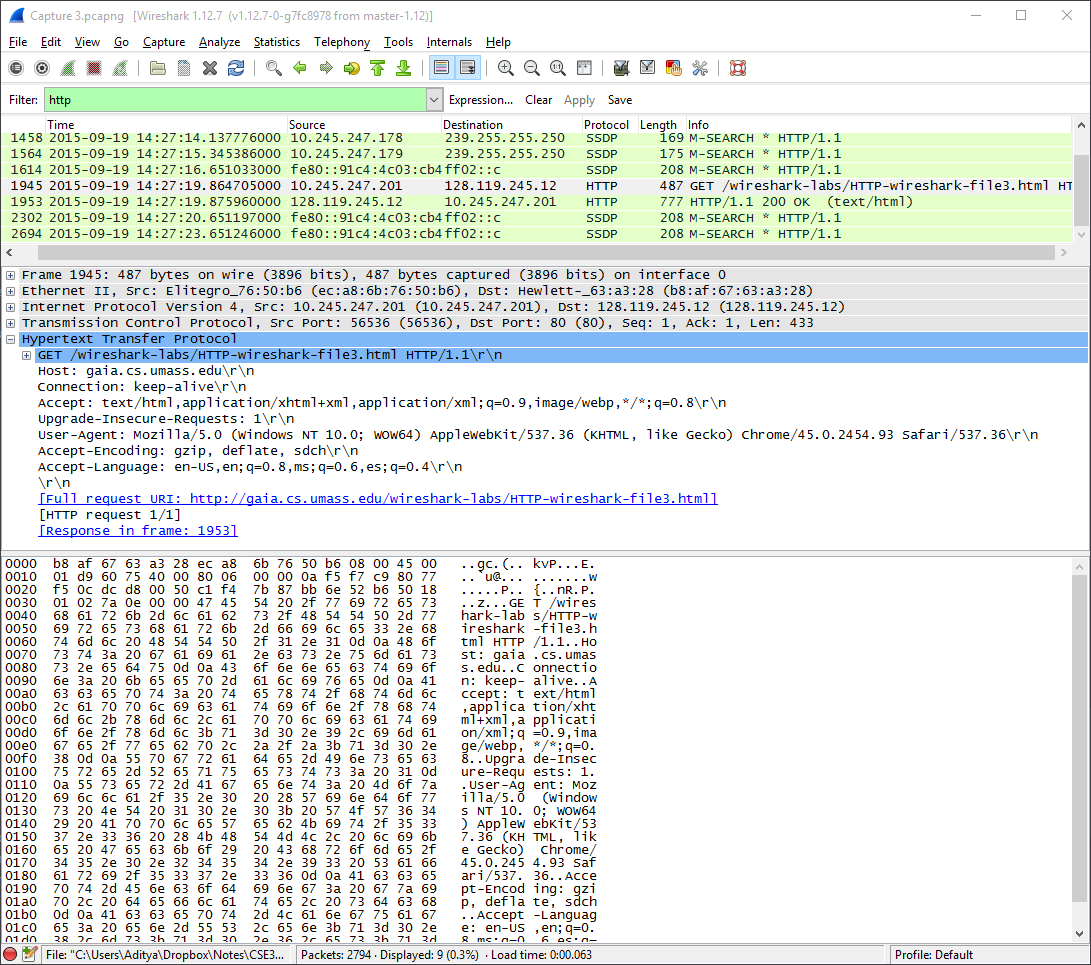 Capture 3.pcapng [Wireshark 1.12.7 (v1.12.7-0-g7fc8978 from master-1.12)]
File Edit View Go Capture Analyze Statistics Telephony Tools Internals Help
Filter: http Expression... Clear Apply Save
Time Source Destination Protocol Length Info
1458 2015-09-19 14:27:14.137776000 10.245.247.178 239.255.255.250 SSDP 169 M-SEARCH * HTTP/1.1
1564 2015-09-19 14:27:15.345386000 10.245.247.179 239.255.255.250 SSDP 175 M-SEARCH * HTTP/1.1
1614 2015-09-19 14:27:16.651033000 fe80::91c4:4c03:cb4 ff02::c SSDP 208 M-SEARCH * HTTP/1.1
1945 2015-09-19 14:27:19.864705000 10.245.247.201 128.119.245.12 HTTP 487 GET /wireshark-labs/HTTP-wireshark-file3.html HT
1953 2015-09-19 14:27:19.875960000 128.119.245.12 10.245.247.201 HTTP 777 HTTP/1.1 200 OK (text/html)
2302 2015-09-19 14:27:20.651197000 fe80::91c4:4c03:cb4 ff02::c SSDP 208 M-SEARCH * HTTP/1.1
2694 2015-09-19 14:27:23.651246000 fe80::91c4:4c03:cb4 ff02::c SSDP 208 M-SEARCH * HTTP/1.1
Frame 1945: 487 bytes on wire (3896 bits), 487 bytes captured (3896 bits) on interface 0
Ethernet II, Src: Elitegro_76:50:b6 (ec:a8:6b:76:50:b6), Dst: Hewlett-_63:a3:28 (b8:af:67:63:a3:28)
Internet Protocol Version 4, Src: 10.245.247.201 (10.245.247.201), Dst: 128.119.245.12 (128.119.245.12)
Transmission Control Protocol, Src Port: 56536 (56536), Dst Port: 80 (80), Seq: 1, Ack: 1, Len: 433
Hypertext Transfer Protocol
GET /wireshark-labs/HTTP-wireshark-file3.html HTTP/1.1\r\n
Host: gaia.cs.umass.edu\r\n
Connection: keep-alive\r\n
Accept: text/html,application/xhtml+xml,application/xml;q=0.9,image/webp,*/*;q=0.8\r\n
Upgrade-Insecure-Requests: 1\r\n
User-Agent: Mozilla/5.0 (Windows NT 10.0; WOW64) AppleWebKit/537.36 (KHTML, like Gecko) Chrome/45.0.2454.93 Safari/537.36\r\n
Accept-Encoding: gzip, deflate, sdch\r\n
Accept-Language: en-US,en;q=0.8,ms;q=0.6,es;q=0.4\r\n
\r\n
[Full request URI: http://gaia.cs.umass.edu/wireshark-labs/HTTP-wireshark-file3.html]
[HTTP request 1/1]
[Response in frame: 1953]
0000 b8 af 67 63 a3 28 ec a8 6b 76 50 b6 08 00 45 00 ..gc.(.. kvP...E.
0010 01 d9 60 75 40 00 80 06 00 00 0a f5 f7 c9 80 77 ..`u@... .......w
0020 f5 0c dc d8 00 50 c1 f4 7b 87 bb 6e 52 b6 50 18 .....P.. {..nR.P.
0030 01 02 7a 0e 00 00 47 45 54 20 2f 77 69 72 65 73 ..z...GE T /wires
0040 68 61 72 6b 2d 6c 61 62 73 2f 48 54 54 50 2d 77 hark-lab s/HTTP-w
0050 69 72 65 73 68 61 72 6b 2d 66 69 6c 65 33 2e 68 ireshark -file3.h
0060 74 6d 6c 20 48 54 54 50 2f 31 2e 31 0d 0a 48 6f tml HTTP /1.1..Ho
0070 73 74 3a 20 67 61 69 61 2e 63 73 2e 75 6d 61 73 st: gaia .cs.umas
0080 73 2e 65 64 75 0d 0a 43 6f 6e 6e 65 63 74 69 6f s.edu..C onnectio
0090 6e 3a 20 6b 65 65 70 2d 61 6c 69 76 65 0d 0a 41 n: keep- alive..A
00a0 63 63 65 70 74 3a 20 74 65 78 74 2f 68 74 6d 6c ccept: t ext/html
00b0 2c 61 70 70 6c 69 63 61 74 69 6f 6e 2f 78 68 74 ,applica tion/xht
00c0 6d 6c 2b 78 6d 6c 2c 61 70 70 6c 69 63 61 74 69 ml+xml,a pplicati
00d0 6f 6e 2f 78 6d 6c 3b 71 3d 30 2e 39 2c 69 6d 61 on/xml;q =0.9,ima
00e0 67 65 2f 77 65 62 70 2c 2a 2f 2a 3b 71 3d 30 2e ge/webp, */*;q=0.
00f0 38 0d 0a 55 70 67 72 61 64 65 2d 49 6e 73 65 63 8..Upgra de-Insec
0100 75 72 65 2d 52 65 71 75 65 73 74 73 3a 20 31 0d ure-Requ ests: 1.
0110 0a 55 73 65 72 2d 41 67 65 6e 74 3a 20 4d 6f 7a .User-Ag ent: Moz
0120 69 6c 6c 61 2f 35 2e 30 20 28 57 69 6e 64 6f 77 illa/5.0 (Window
0130 73 20 4e 54 20 31 30 2e 30 3b 20 57 4f 57 36 34 s NT 10. 0; WOW64
0140 29 20 41 70 70 6c 65 57 65 62 4b 69 74 2f 35 33 ) AppleW ebKit/53
0150 37 2e 33 36 20 28 4b 48 54 4d 4c 2c 20 6c 69 6b 7.36 (KH TML, lik
0160 65 20 47 65 63 6b 6f 29 20 43 68 72 6f 6d 65 2f e Gecko) Chrome/
0170 34 35 2e 30 2e 32 34 35 34 2e 39 33 20 53 61 66 45.0.245 4.93 Saf
0180 61 72 69 2f 35 33 37 2e 33 36 0d 0a 41 63 63 65 ari/537. 36..Acce
0190 70 74 2d 45 6e 63 6f 64 69 6e 67 3a 20 67 7a 69 pt-Encod ing: gzi
01a0 70 2c 20 64 65 66 6c 61 74 65 2c 20 73 64 63 68 p, defla te, sdch
01b0 0d 0a 41 63 63 65 70 74 2d 4c 61 6e 67 75 61 67 ..Accept -Languag
01c0 65 3a 20 65 6e 2d 55 53 2c 65 6e 3b 71 3d 30 2e e: en-US ,en;q=0.
01d0 38 2c 6d 73 3b 71 3d 30 2e 36 2c 65 73 3b 71 3d 8,ms;q=0 .6,es;q=
File: "C:\Users\Aditya\Dropbox\Notes\CSE3... Packets: 2794 · Displayed: 9 (0.3%) · Load time: 0:00.063 Profile: Default